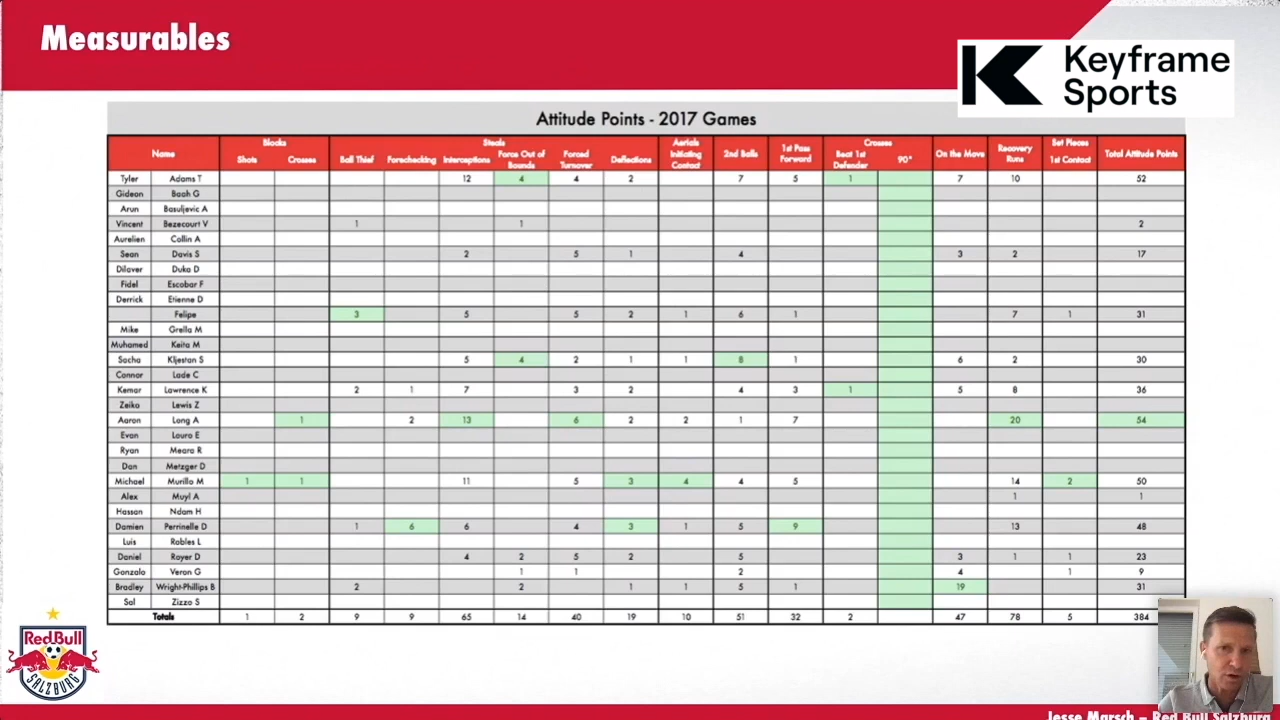 Measurables
Keyframe
Sports
Attitude Points - 2017 Games
Name Blocks Steals Aerials Initiating Contact 2nd Balls 1st Pass Forward Crosses On the Move Recovery Runs Set Pieces Total Attitude Points
Shots Crosses Ball Thief Forechecking Interceptions Force Out of Bounds Forced Turnover Deflections Beat 1st Defender 90° 1st Contact
Tyler Adams T 12 4 4 2 7 5 1 7 10 52
Gideon Baah G
Arun Basuljevic A
Vincent Bezecourt V 1 1 2
Aurelien Collin A
Sean Davis S 2 5 1 4 3 2 17
Dilaver Duka D
Fidel Escobar F
Derrick Etienne D
Felipe 3 5 5 2 1 6 1 7 1 31
Mike Grella M
Muhamed Keita M
Sacha Kljestan S 5 4 2 1 1 8 1 6 2 30
Connor Lade C
Kemar Lawrence K 2 1 7 3 2 4 3 1 5 8 36
Zeiko Lewis Z
Aaron Long A 1 2 13 6 2 2 1 7 20 54
Evan Louro E
Ryan Meara R
Dan Metzger D
Michael Murillo M 1 1 11 5 3 4 4 5 14 2 50
Alex Muyl A 1 1
Hassan Ndam H
Damien Perrinelle D 1 6 6 4 3 1 5 9 13 48
Luis Robles L
Daniel Royer D 4 2 5 2 5 3 1 1 23
Gonzalo Veron G 1 1 2 4 1 9
Bradley Wright-Phillips B 2 2 1 1 5 1 19 31
Sal Zizzo S
Totals 1 2 9 9 65 14 40 19 10 51 32 2 47 78 5 384
RedBull
SALZBURG
Jesse Marsch – Red Bull Salzburg